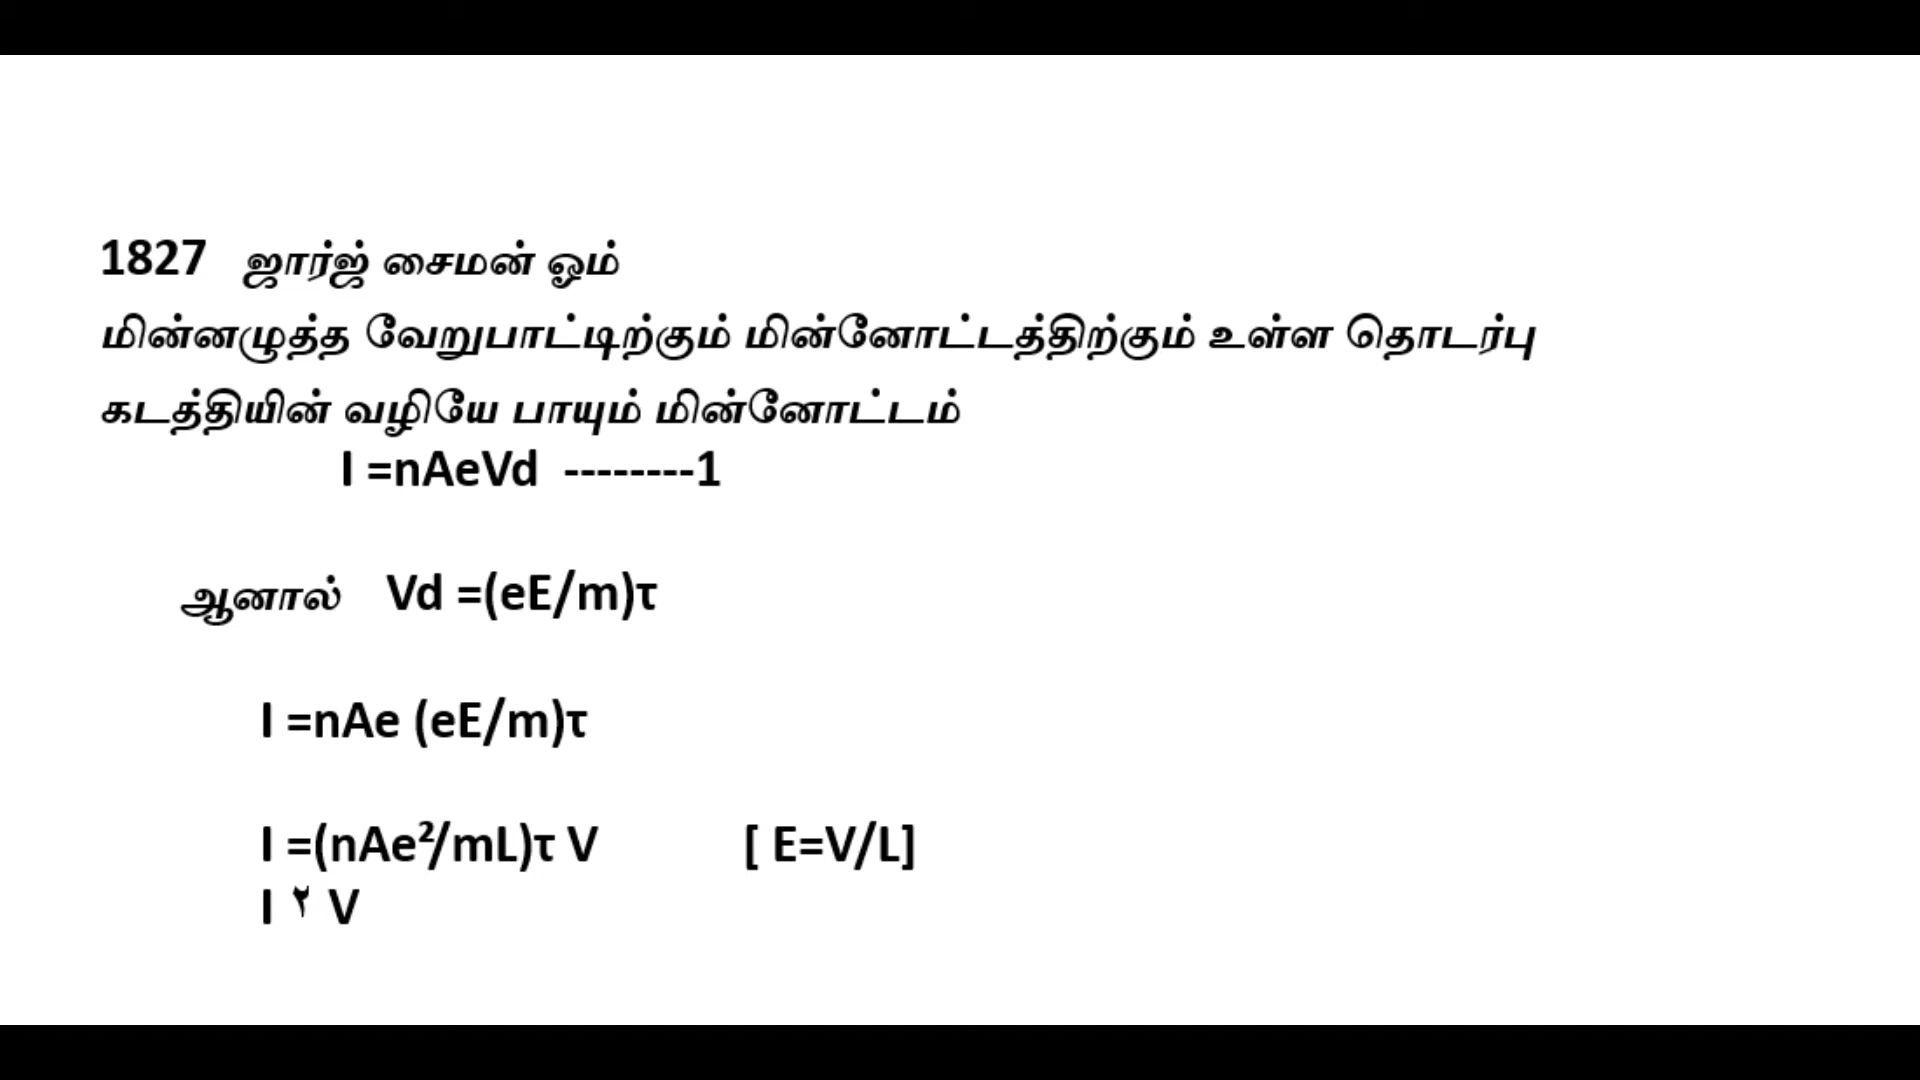 1827 ஜார்ஜ் சைமன் ஓம்
மின்னழுத்த வேறுபாட்டிற்கும் மின்னோட்டத்திற்கும் உள்ள தொடர்பு
கடத்தியின் வழியே பாயும் மின்னோட்டம்
I =nAeVd --------1
ஆனால் Vd =(eE/m)τ
I =nAe (eE/m)τ
I =(nAe²/mL)τ V [ E=V/L]
I ٢ V